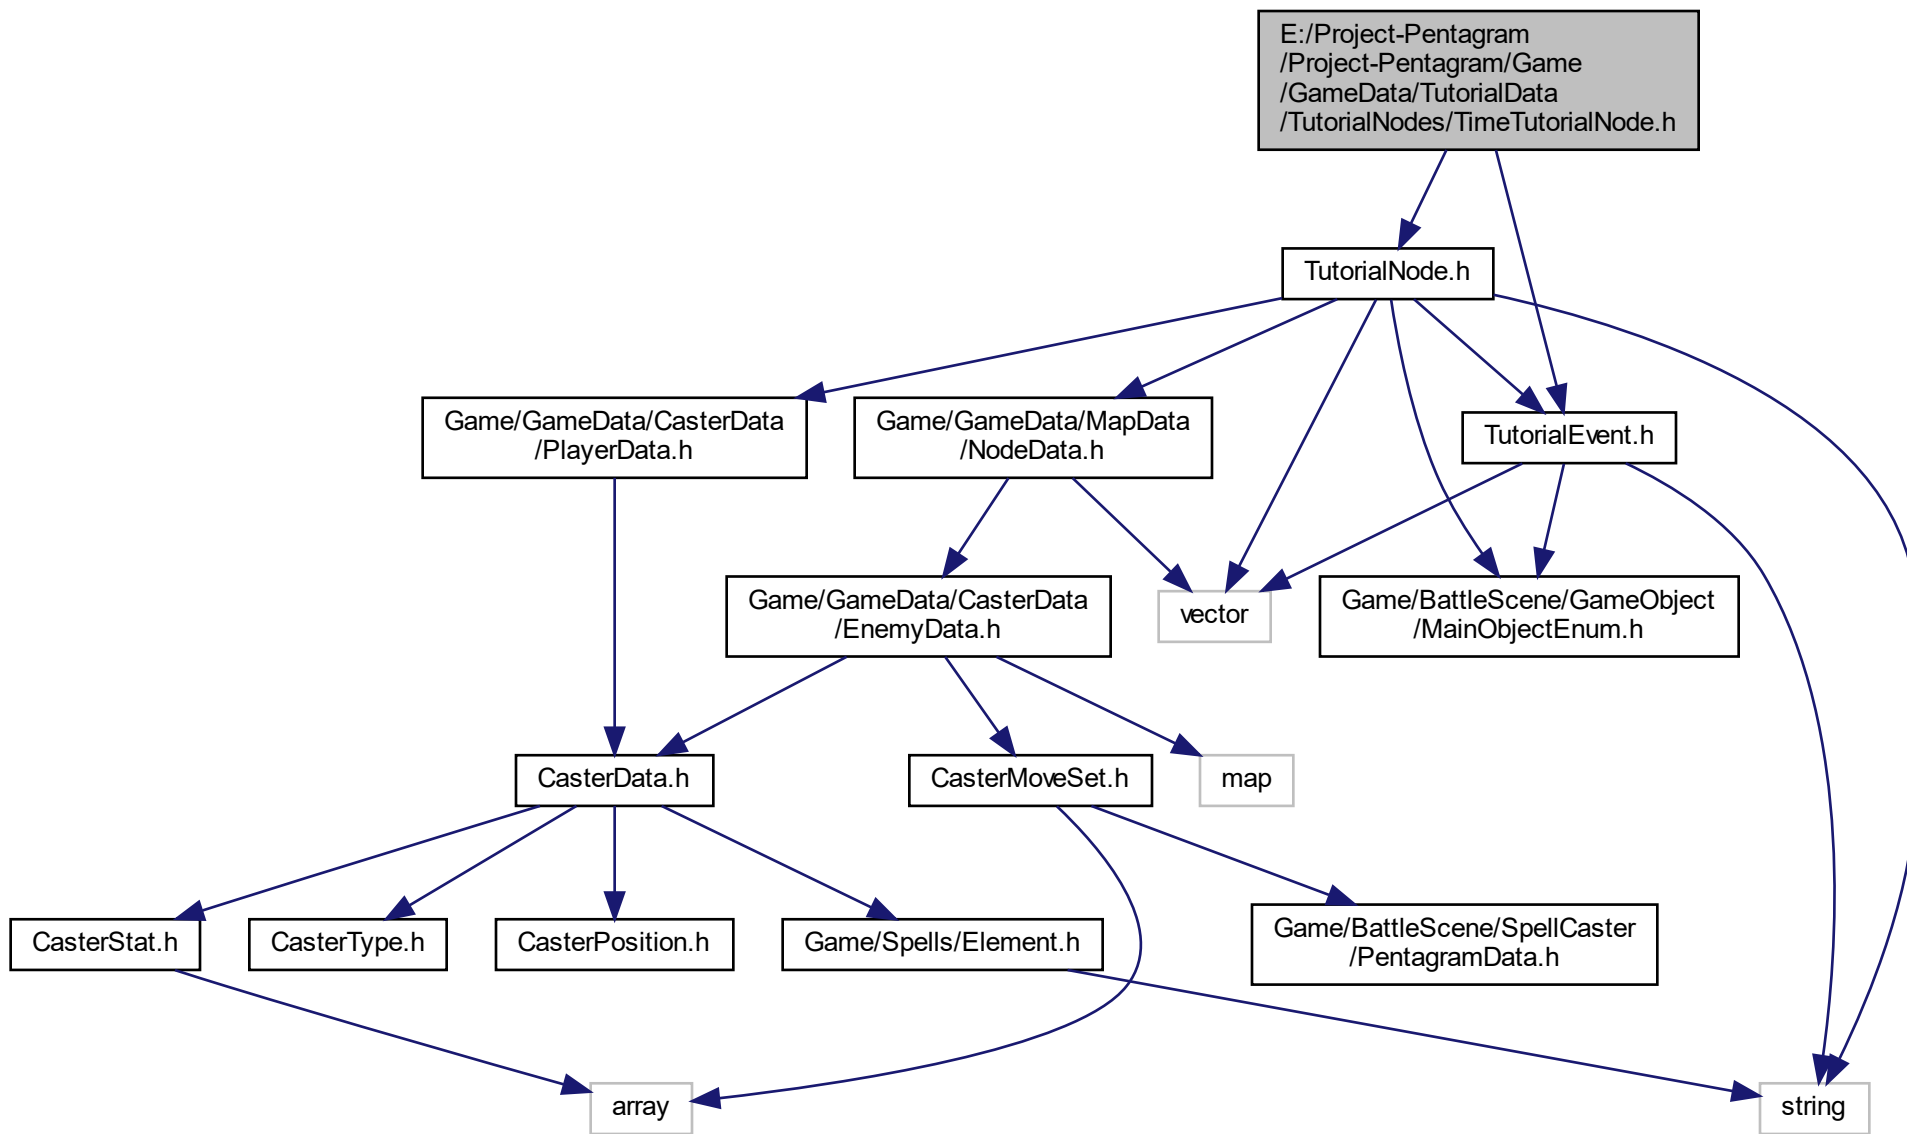 E:/Project-Pentagram
/Project-Pentagram/Game
/GameData/TutorialData
/TutorialNodes/TimeTutorialNode.h
TutorialNode.h
Game/GameData/CasterData
/PlayerData.h
Game/GameData/MapData
/NodeData.h
TutorialEvent.h
Game/GameData/CasterData
/EnemyData.h
vector
Game/BattleScene/GameObject
/MainObjectEnum.h
CasterData.h
CasterMoveSet.h
map
CasterStat.h
CasterType.h
CasterPosition.h
Game/Spells/Element.h
Game/BattleScene/SpellCaster
/PentagramData.h
array
string